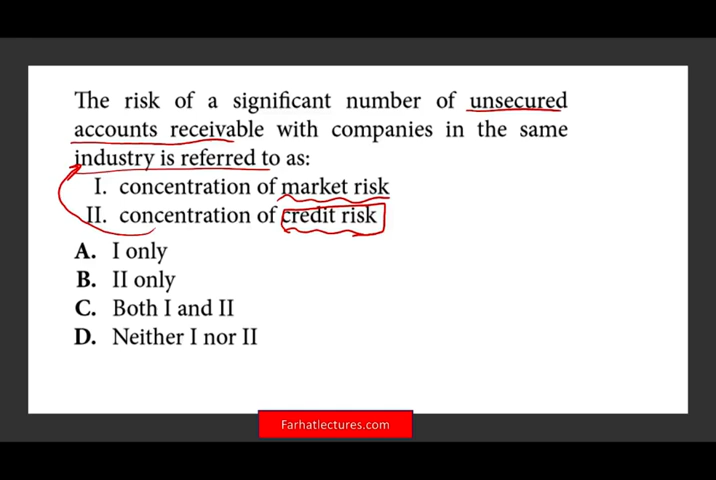 The risk of a significant number of unsecured
accounts receivable with companies in the same
industry is referred to as:
I. concentration of market risk
II. concentration of credit risk
A. I only
B. II only
C. Both I and II
D. Neither I nor II
Farhatlectures.com